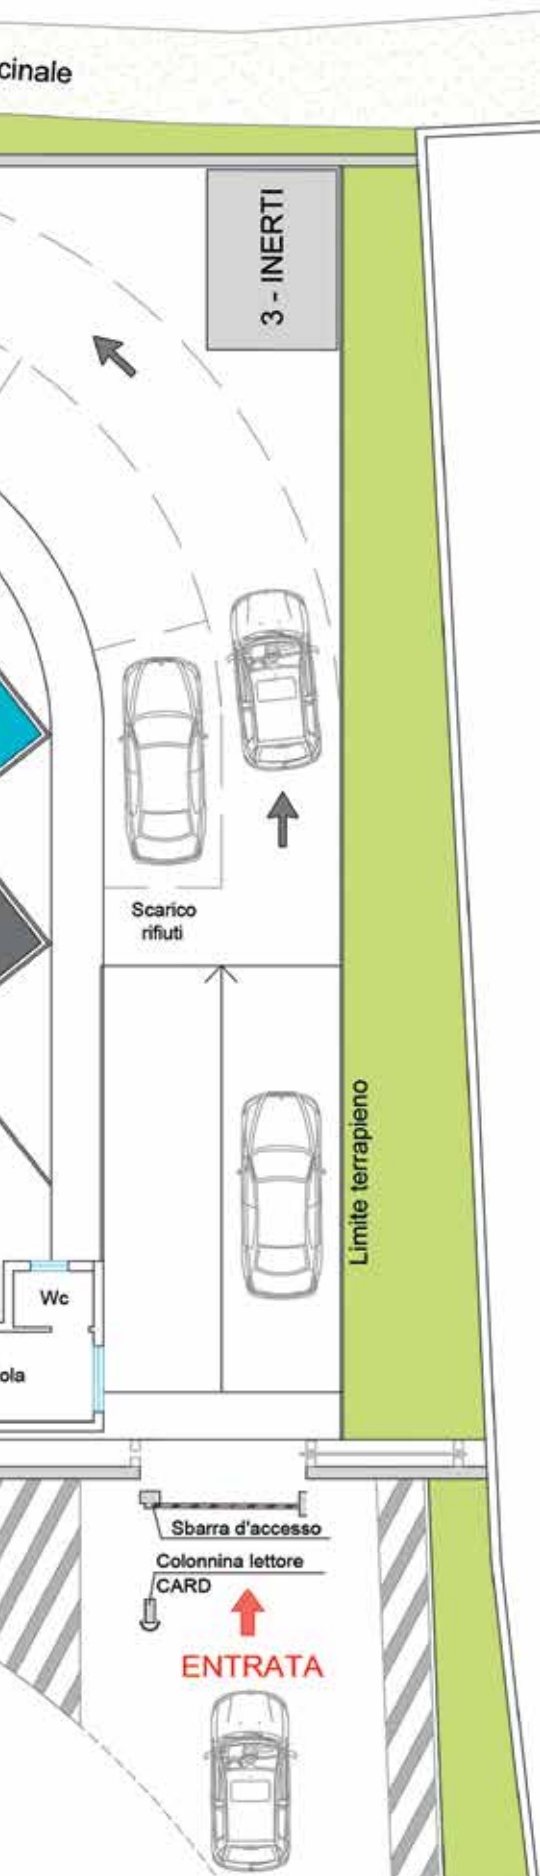 cinale
3 - INERTI
Scarico
rifiuti
Limite terrapieno
Wc
ola
Sbarra d'accesso
Colonnina lettore
CARD
ENTRATA